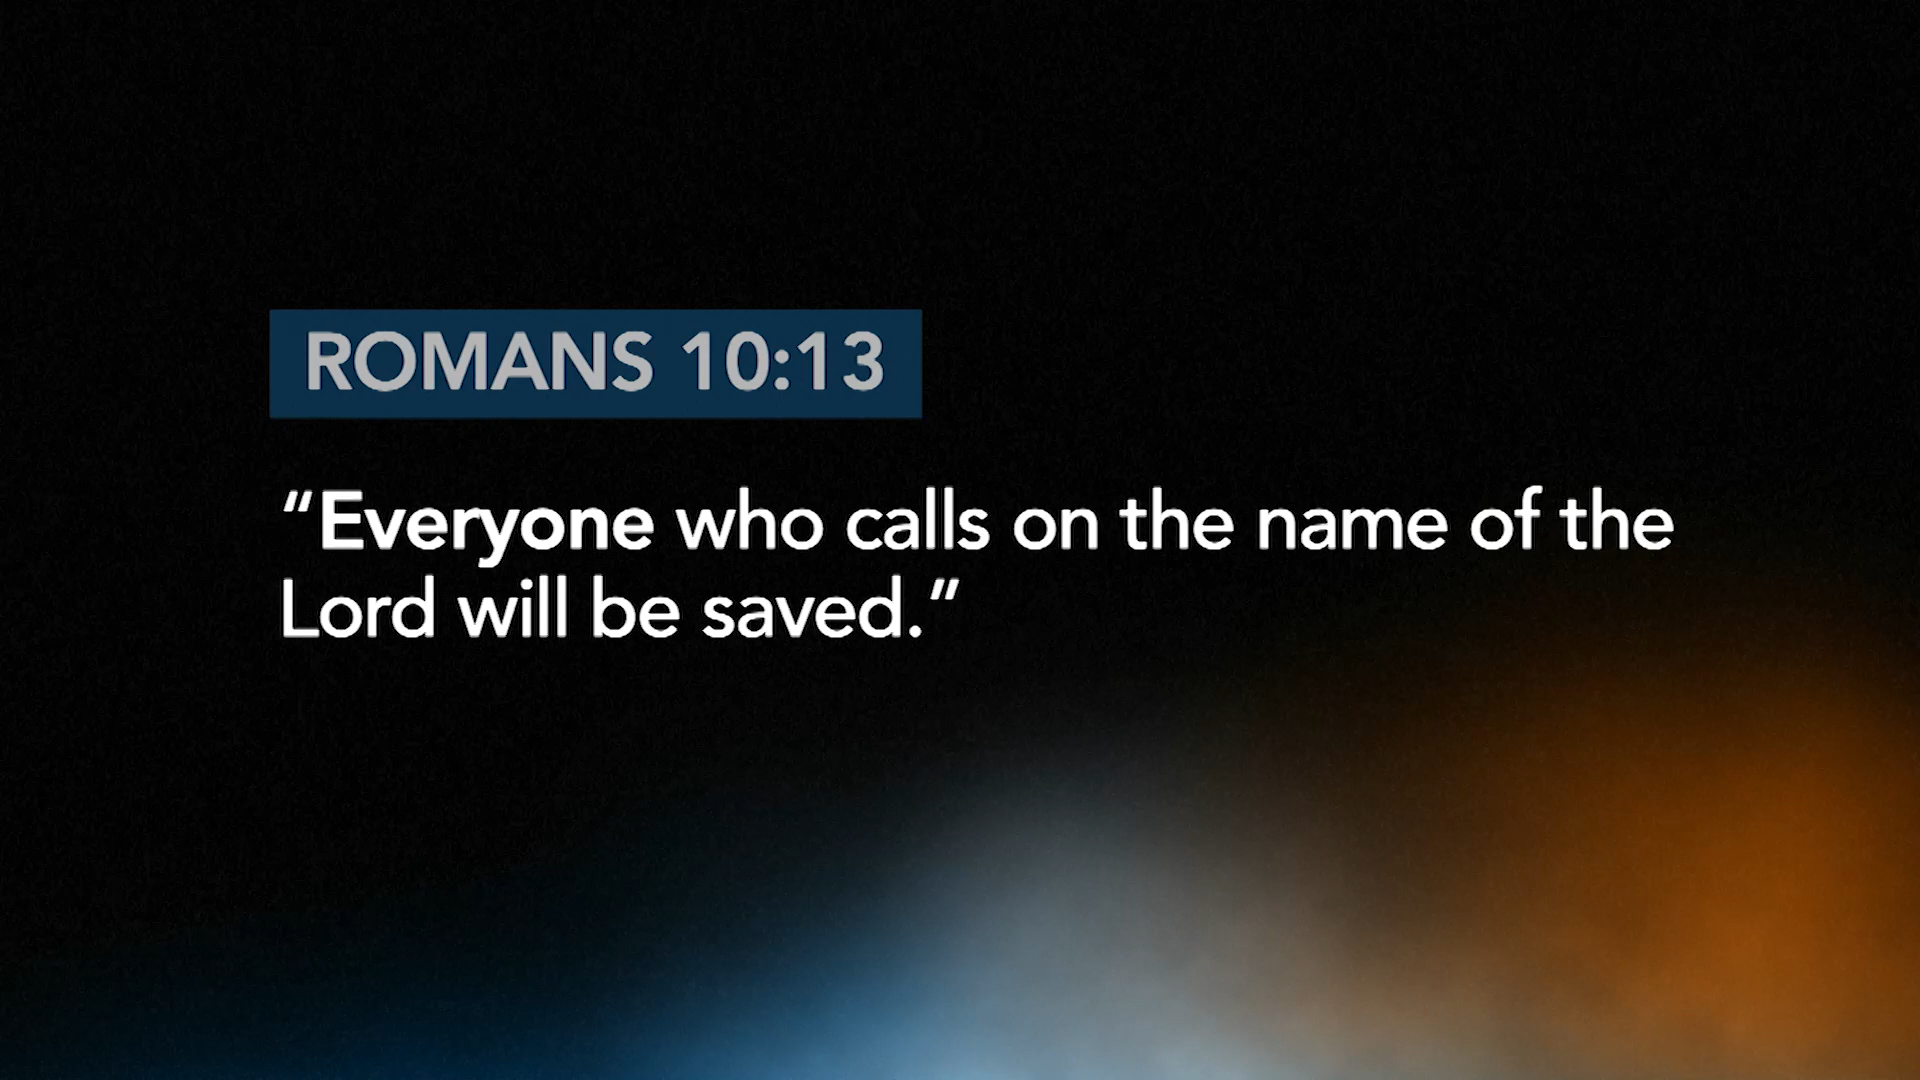 ROMANS 10:13
“Everyone who calls on the name of the
Lord will be saved.”